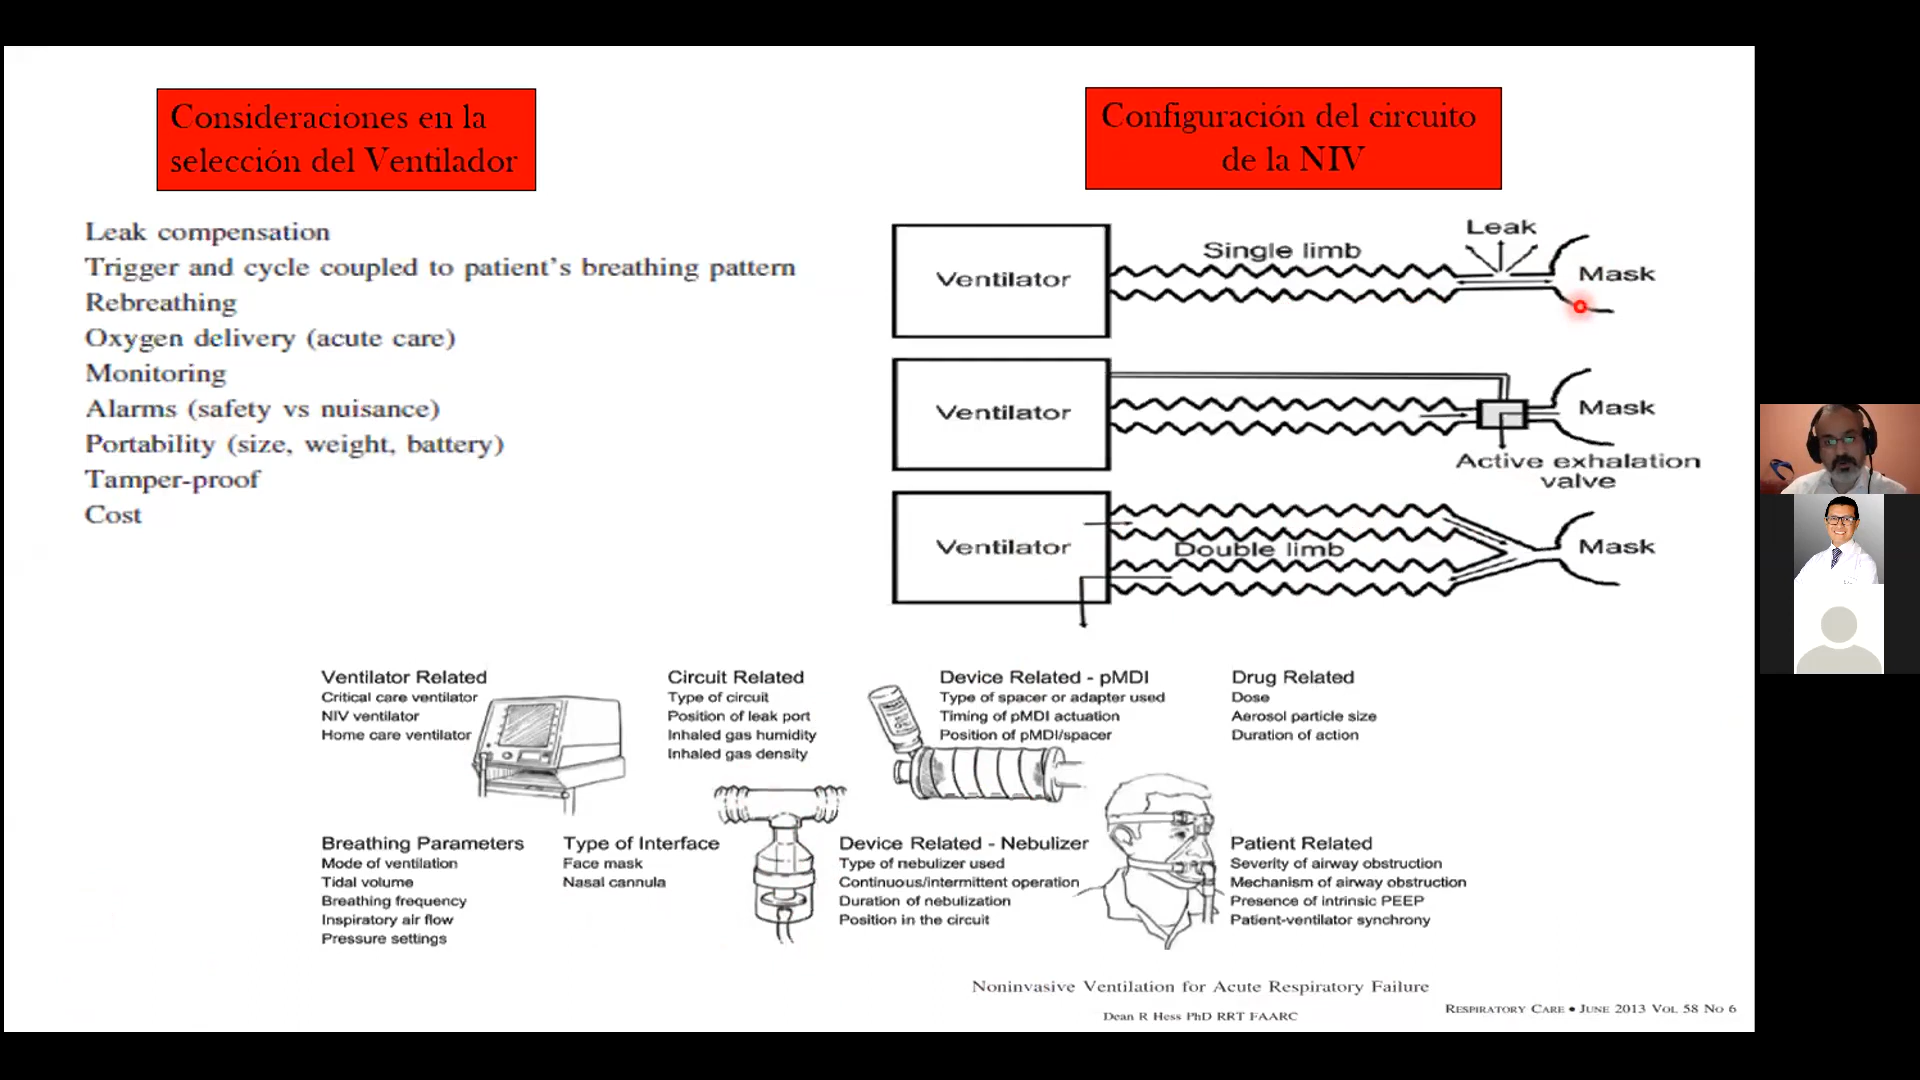 Consideraciones en la
selección del Ventilador
Configuración del circuito
de la NIV
Leak compensation
Trigger and cycle coupled to patient's breathing pattern
Rebreathing
Oxygen delivery (acute care)
Monitoring
Alarms (safety vs nuisance)
Portability (size, weight, battery)
Tamper-proof
Cost
Ventilator
Single limb
Leak
Mask
Ventilator
Mask
Active exhalation
valve
Ventilator
Double limb
Mask
Ventilator Related
Critical care ventilator
NIV ventilator
Home care ventilator
Circuit Related
Type of circuit
Position of leak port
Inhaled gas humidity
Inhaled gas density
Device Related - pMDI
Type of spacer or adapter used
Timing of pMDI actuation
Position of pMDI/spacer
Drug Related
Dose
Aerosol particle size
Duration of action
Breathing Parameters
Mode of ventilation
Tidal volume
Breathing frequency
Inspiratory air flow
Pressure settings
Type of Interface
Face mask
Nasal cannula
Device Related - Nebulizer
Type of nebulizer used
Continuous/intermittent operation
Duration of nebulization
Position in the circuit
Patient Related
Severity of airway obstruction
Mechanism of airway obstruction
Presence of intrinsic PEEP
Patient-ventilator synchrony
Noninvasive Ventilation for Acute Respiratory Failure
Dean R Hess PhD RRT FAARC
RESPIRATORY CARE • JUNE 2013 VOL 58 NO 6